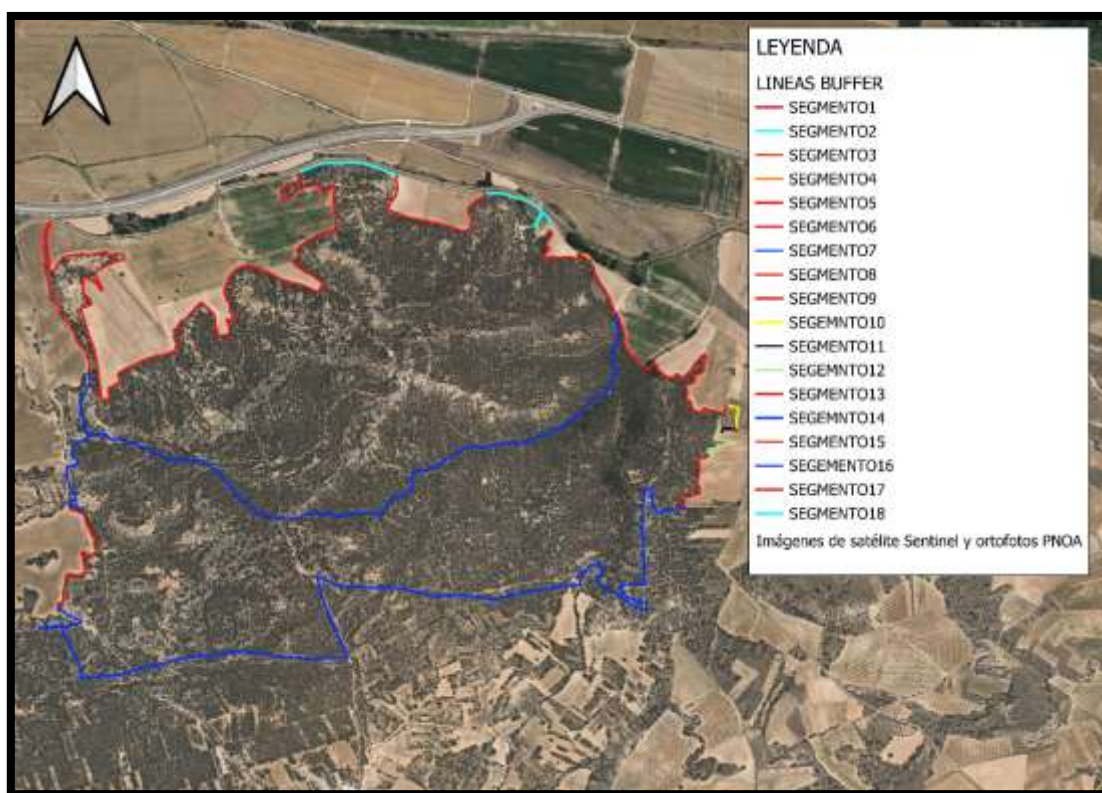 LEYENDA
LINEAS BUFFER
SEGMENTO1
SEGMENTO2
SEGMENTO3
SEGMENTO4
SEGMENTO5
SEGMENTO6
SEGMENTO7
SEGMENTO8
SEGMENTO9
SEGEMNTO10
SEGMENTO11
SEGEMNTO12
SEGMENTO13
SEGEMNTO14
SEGMENTO15
SEGEMENTO16
SEGMENTO17
SEGMENTO18
Imágenes de satélite Sentinel y ortofotos PNOA